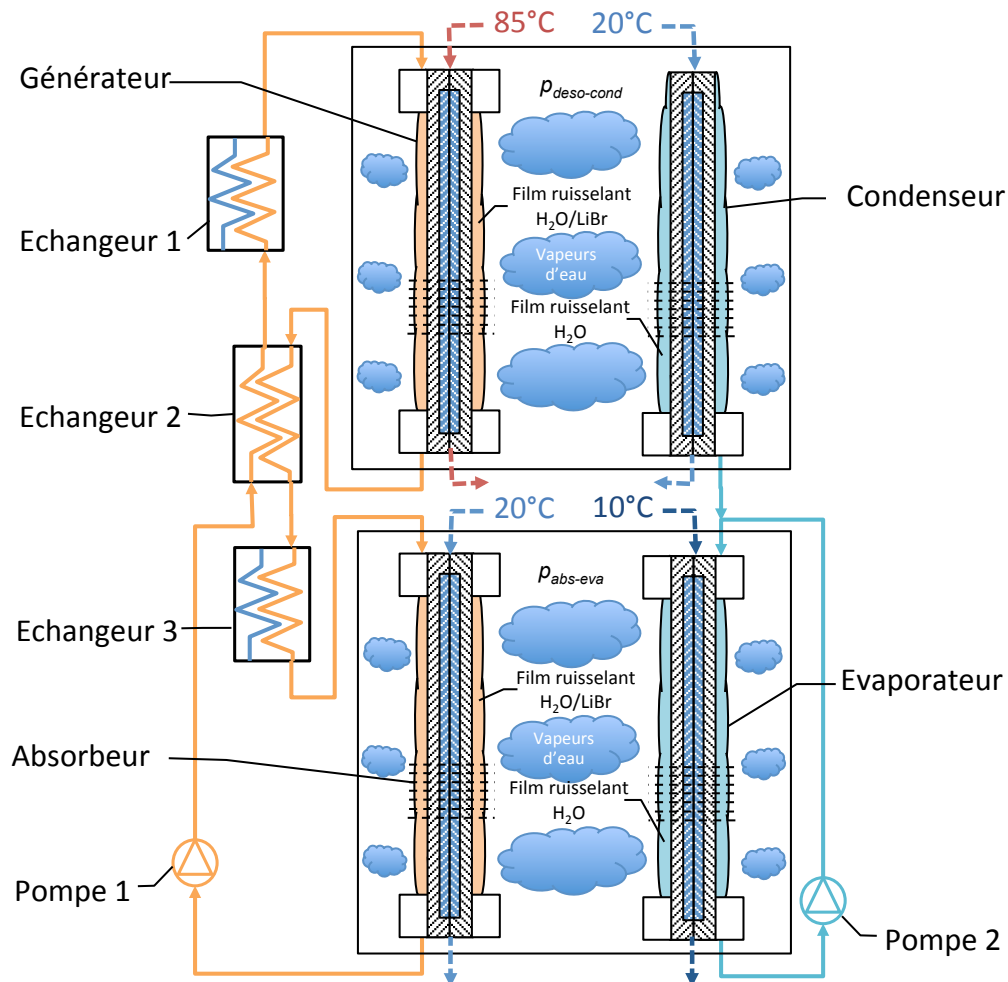 85°C
20°C
Générateur
p deso-cond
Echangeur 1
Film ruisselant
H₂O/LiBr
Condenseur
Vapeurs
d'eau
Film ruisselant
H₂O
Echangeur 2
20°C
10°C
p abs-eva
Echangeur 3
Film ruisselant
H₂O/LiBr
Evaporateur
Absorbeur
Vapeurs
d'eau
Film ruisselant
H₂O
Pompe 1
Pompe 2